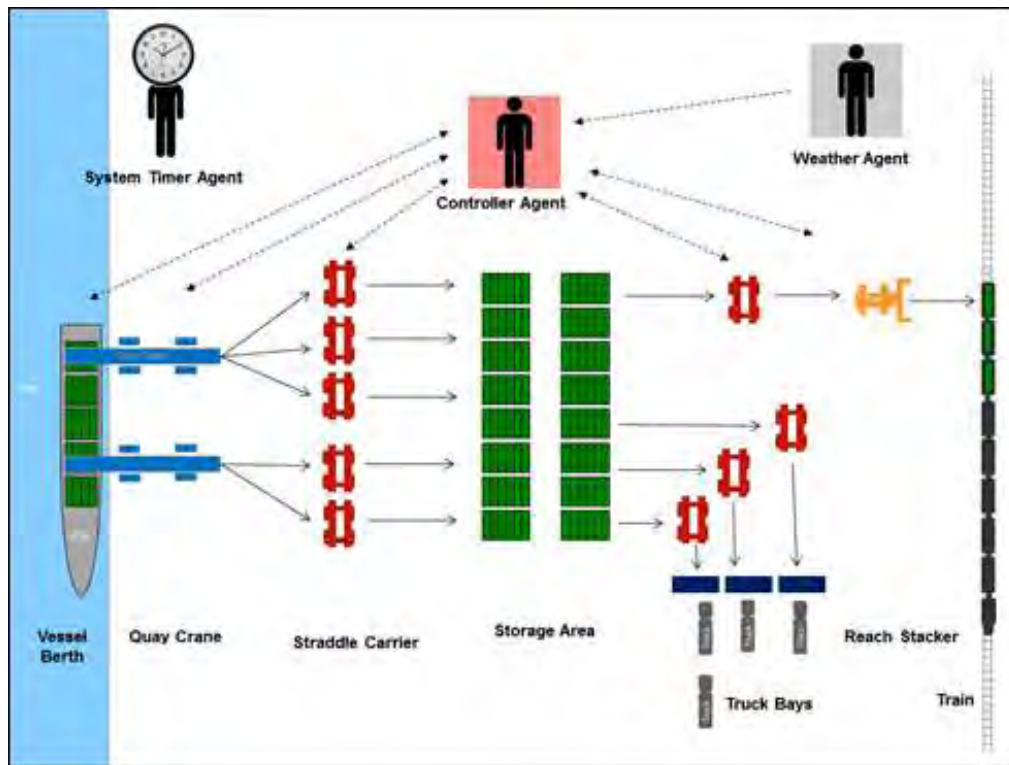 System Timer Agent
Controller Agent
Weather Agent
Vessel
Berth
Quay Crane
Straddle Carrier
Storage Area
Reach Stacker
Truck Bays
Train